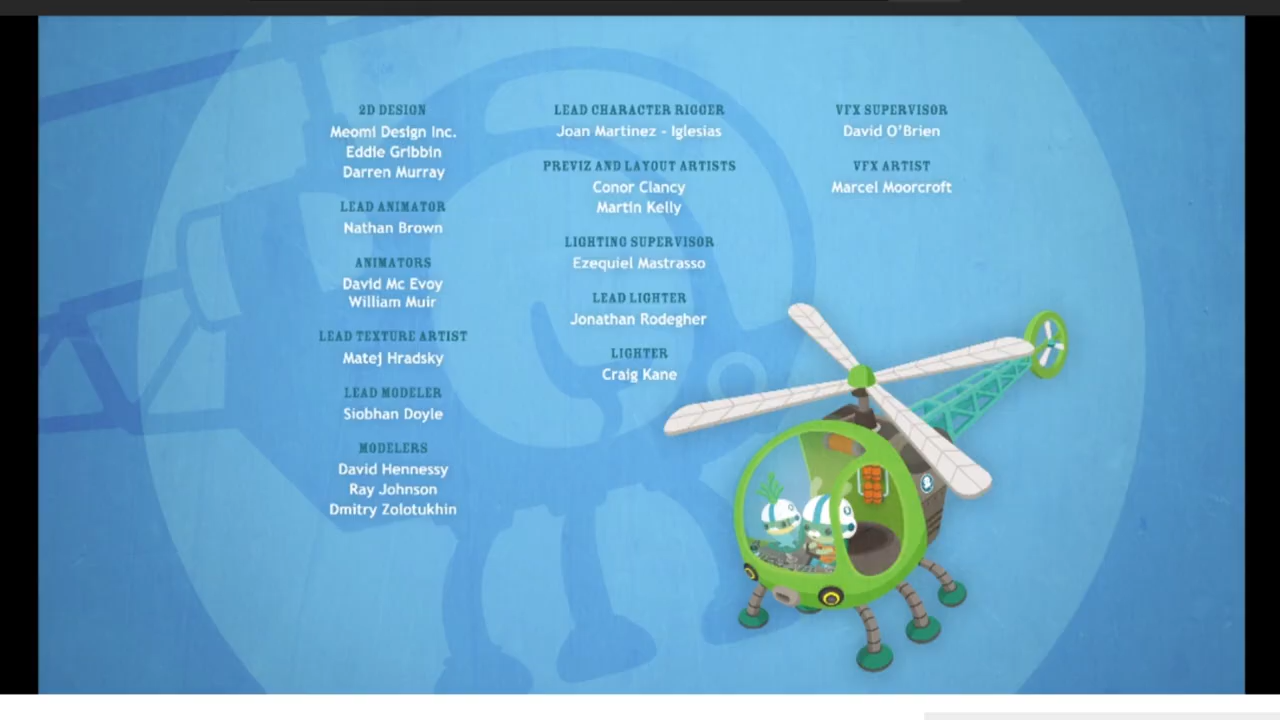 2D DESIGN
Meomi Design Inc.
Eddie Gribbin
Darren Murray
LEAD ANIMATOR
Nathan Brown
ANIMATORS
David Mc Evoy
William Muir
LEAD TEXTURE ARTIST
Matej Hradsky
LEAD MODELER
Siobhan Doyle
MODELERS
David Hennessy
Ray Johnson
Dmitry Zolotukhin
LEAD CHARACTER RIGGER
Joan Martinez - Iglesias
PREVIZ AND LAYOUT ARTISTS
Conor Clancy
Martin Kelly
LIGHTING SUPERVISOR
Ezequiel Mastrasso
LEAD LIGHTER
Jonathan Rodegher
LIGHTER
Craig Kane
VFX SUPERVISOR
David O'Brien
VFX ARTIST
Marcel Moorcroft